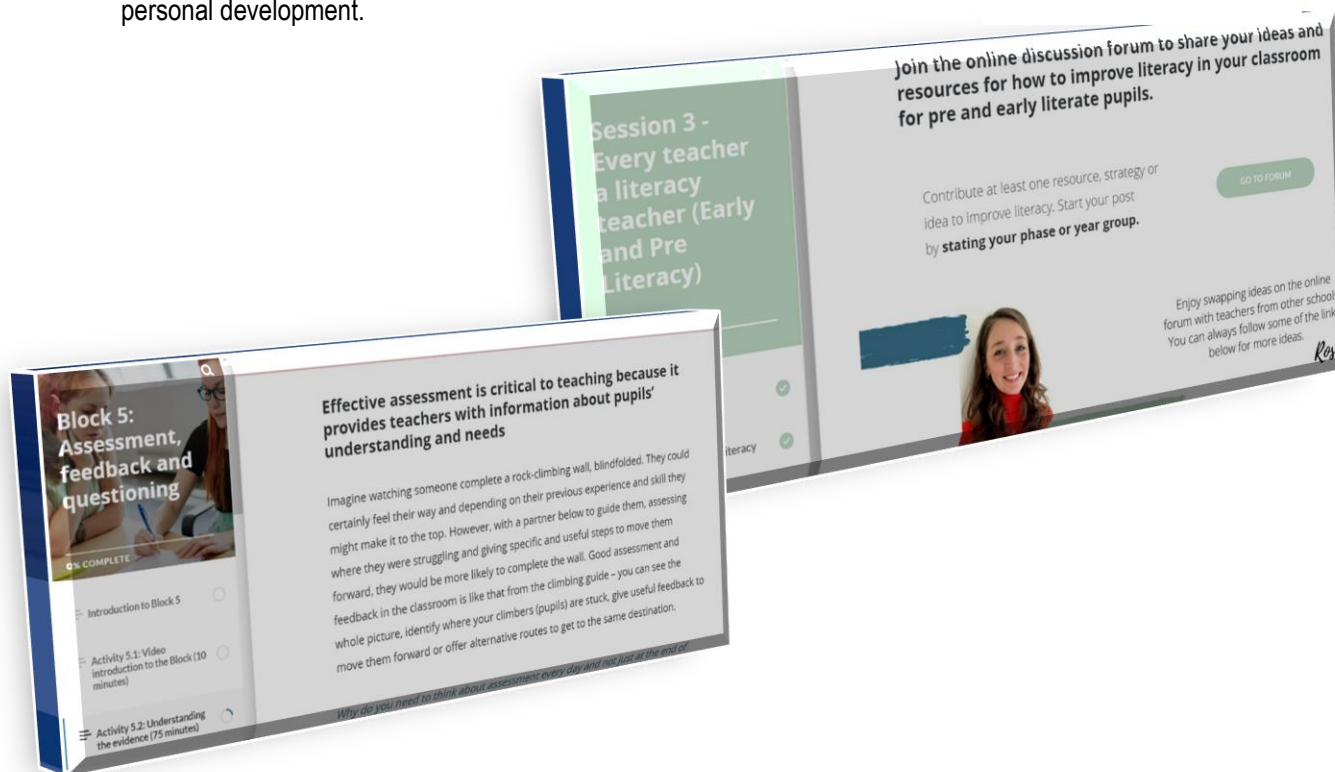 personal development.
Session 3 -
Every teacher
a literacy
teacher (Early
and Pre
Literacy)
iteracy
Join the online discussion forum to share your ideas and
resources for how to improve literacy in your classroom
for pre and early literate pupils.
Contribute at least one resource, strategy or
idea to improve literacy. Start your post
by stating your phase or year group.
GO TO FORUM
Enjoy swapping ideas on the online
forum with teachers from other schools
You can always follow some of the link
below for more ideas.
Ros
Block 5:
Assessment,
feedback and
questioning
0% COMPLETE
Introduction to Block 5
Activity 5.1: Video
introduction to the Block (10
minutes)
Activity 5.2: Understanding
the evidence (75 minutes)
Effective assessment is critical to teaching because it
provides teachers with information about pupils'
understanding and needs
Imagine watching someone complete a rock-climbing wall, blindfolded. They could
certainly feel their way and depending on their previous experience and skill they
might make it to the top. However, with a partner below to guide them, assessing
where they were struggling and giving specific and useful steps to move them
forward, they would be more likely to complete the wall. Good assessment and
feedback in the classroom is like that from the climbing guide – you can see the
whole picture, identify where your climbers (pupils) are stuck, give useful feedback to
move them forward or offer alternative routes to get to the same destination.
Why do you need to think about assessment every day and not just at the end of